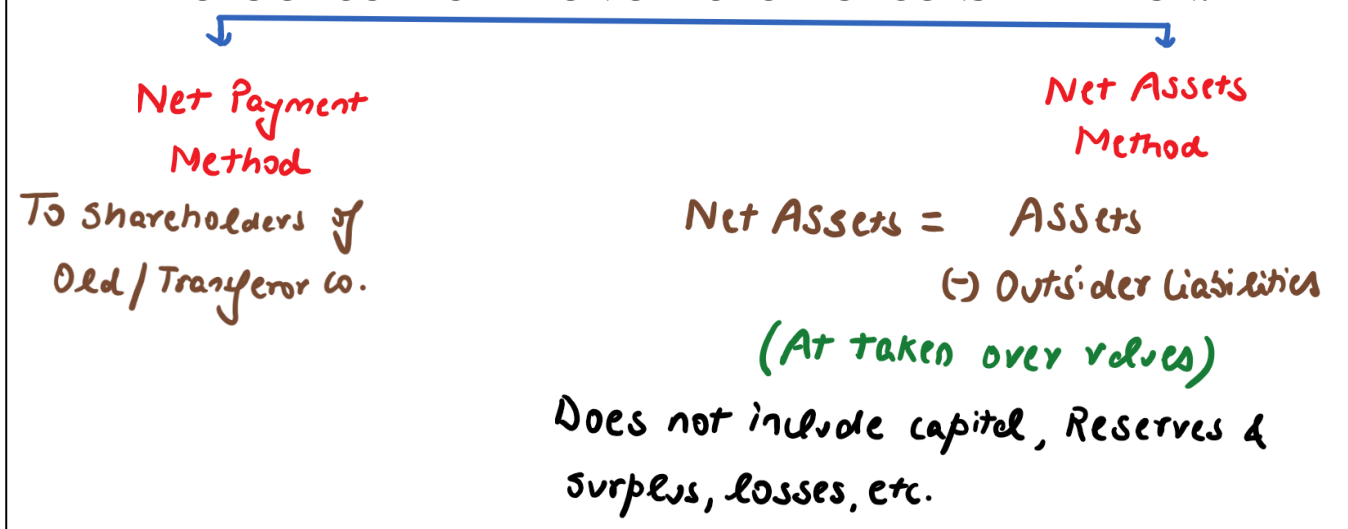 Net Payment
Method
To shareholders of
Old / Tranferor co.
Net Assets
Method
Net Assets = Assets
(-) Outsider liabilities
(At taken over values)
Does not include capital, Reserves &
surplus, losses, etc.